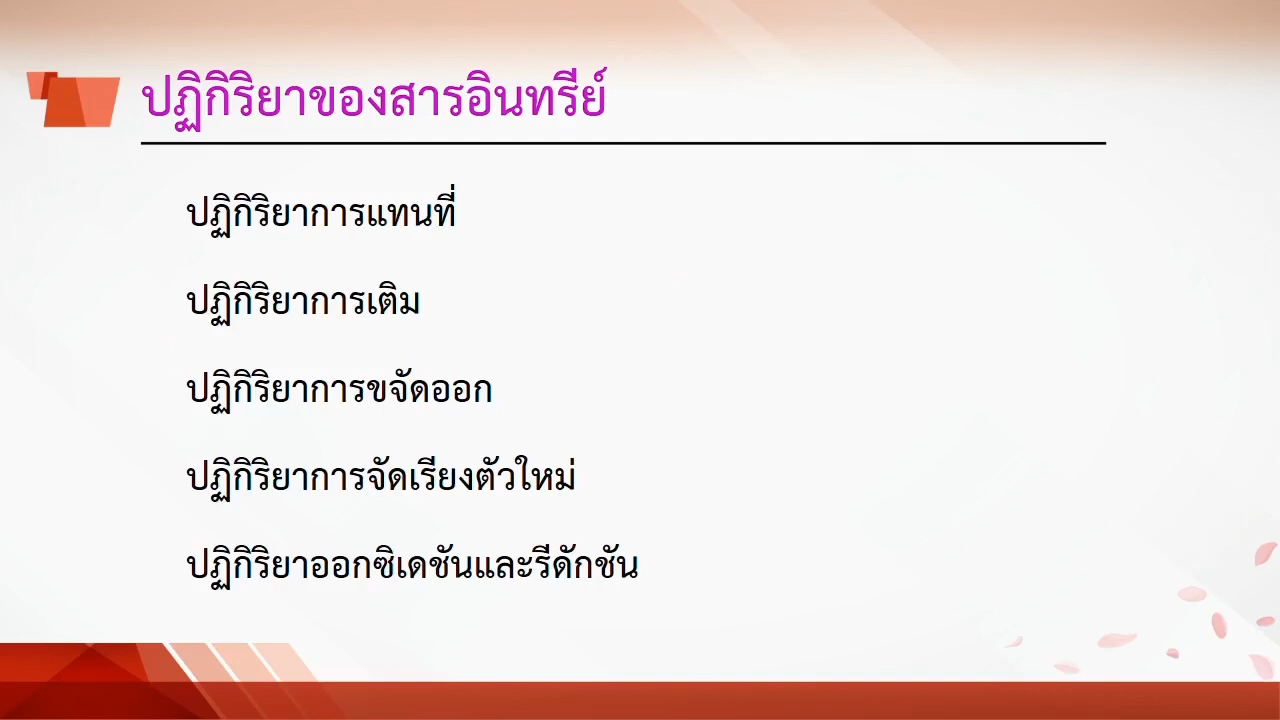 ปฏิกิริยาของสารอินทรีย์
ปฏิกิริยาการแทนที่
ปฏิกิริยาการเติม
ปฏิกิริยาการขจัดออก
ปฏิกิริยาการจัดเรียงตัวใหม่
ปฏิกิริยาออกซิเดชันและรีดักชัน